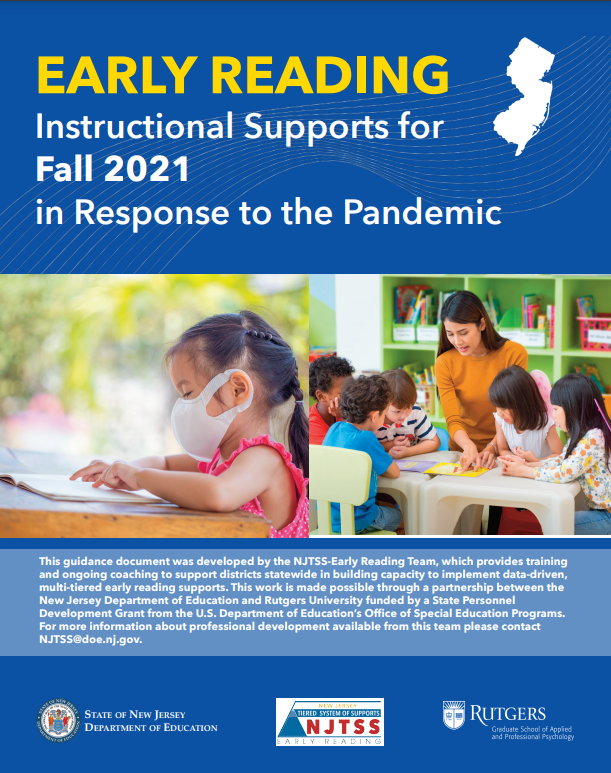 EARLY READING
Instructional Supports for
Fall 2021
in Response to the Pandemic
This guidance document was developed by the NJTSS-Early Reading Team, which provides training
and ongoing coaching to support districts statewide in building capacity to implement data-driven,
multi-tiered early reading supports. This work is made possible through a partnership between the
New Jersey Department of Education and Rutgers University funded by a State Personnel
Development Grant from the U.S. Department of Education's Office of Special Education Programs.
For more information about professional development available from this team please contact
NJTSS@doe.nj.gov.
STATE OF NEW JERSEY
DEPARTMENT OF EDUCATION
NEW JERSEY
TIERED SYSTEM OF SUPPORTS
NJTSS
EARLY READING
RUTGERS
Graduate School of Applied
and Professional Psychology